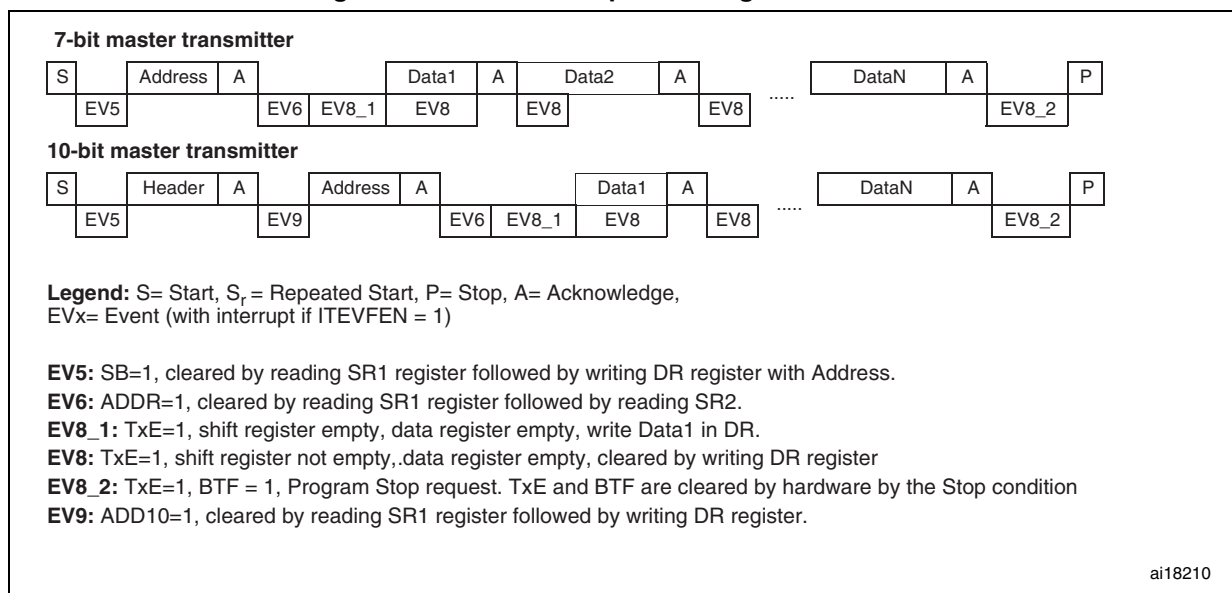 7-bit master transmitter
S Address A Data1 A Data2 A ..... DataN A P
EV5 EV6 EV8_1 EV8 EV8 EV8 EV8_2
10-bit master transmitter
S Header A Address A Data1 A ..... DataN A P
EV5 EV9 EV6 EV8_1 EV8 EV8 EV8_2
Legend: S= Start, Sr = Repeated Start, P= Stop, A= Acknowledge,
EVx= Event (with interrupt if ITEVFEN = 1)
EV5: SB=1, cleared by reading SR1 register followed by writing DR register with Address.
EV6: ADDR=1, cleared by reading SR1 register followed by reading SR2.
EV8_1: TxE=1, shift register empty, data register empty, write Data1 in DR.
EV8: TxE=1, shift register not empty,.data register empty, cleared by writing DR register
EV8_2: TxE=1, BTF = 1, Program Stop request. TxE and BTF are cleared by hardware by the Stop condition
EV9: ADD10=1, cleared by reading SR1 register followed by writing DR register.
ai18210